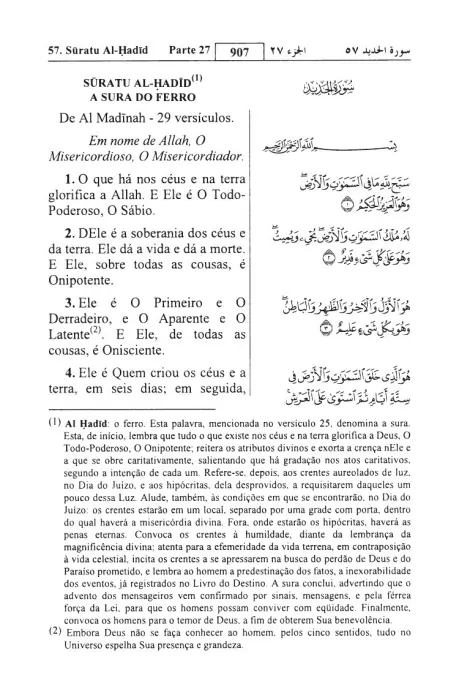 57. Sūratu Al-Ḥadīd Parte 27 907 الجزء ٢٧ سورة الحديد ٥٧
SŪRATU AL-ḤADĪD(1)
A SURA DO FERRO
De Al Madīnah - 29 versículos.
Em nome de Allah, O
Misericordioso, O Misericordiador.
1. O que há nos céus e na terra
glorifica a Allah. E Ele é O Todo-
Poderoso, O Sábio.
2. DEle é a soberania dos céus e
da terra. Ele dá a vida e dá a morte.
E Ele, sobre todas as cousas, é
Onipotente.
3. Ele é O Primeiro e O
Derradeiro, e O Aparente e O
Latente(2). E Ele, de todas as
cousas, é Onisciente.
4. Ele é Quem criou os céus e a
terra, em seis dias; em seguida,
سُورَةُ الحَدِيدِ
بِسْمِ اللَّهِ الرَّحْمَٰنِ الرَّحِيمِ
سَبَّحَ لِلَّهِ مَا فِي السَّمَٰوَٰتِ وَالْأَرْضِ ۖ
وَهُوَ الْعَزِيزُ الْحَكِيمُ ١
لَهُ مُلْكُ السَّمَٰوَٰتِ وَالْأَرْضِ ۖ يُحْيِۦ وَيُمِيتُ ۖ
وَهُوَ عَلَىٰ كُلِّ شَىْءٍ قَدِيرٌ ٢
هُوَ الْأَوَّلُ وَالْآخِرُ وَالظَّٰهِرُ وَالْبَاطِنُ ۖ
وَهُوَ بِكُلِّ شَىْءٍ عَلِيمٌ ٣
هُوَ الَّذِي خَلَقَ السَّمَٰوَٰتِ وَالْأَرْضَ فِي
سِتَّةِ أَيَّامٍ ثُمَّ اسْتَوَىٰ عَلَى الْعَرْشِ ۚ
(1) Al Ḥadīd: o ferro. Esta palavra, mencionada no versículo 25, denomina a sura.
Esta, de início, lembra que tudo o que existe nos céus e na terra glorifica a Deus, O
Todo-Poderoso, O Onipotente; reitera os atributos divinos e exorta a crença nEle e
a que se obre caritativamente, salientando que há gradação nos atos caritativos,
segundo a intenção de cada um. Refere-se, depois, aos crentes aureolados de luz,
no Dia do Juízo, e aos hipócritas, dela desprovidos, a requisitarem daqueles um
pouco dessa Luz. Alude, também, às condições em que se encontrarão, no Dia do
Juízo: os crentes estarão em um local, separado por uma grade com porta, dentro
do qual haverá a misericórdia divina. Fora, onde estarão os hipócritas, haverá as
penas eternas. Convoca os crentes à humildade, diante da lembrança da
magnificência divina; atenta para a efemeridade da vida terrena, em contraposição
à vida celestial, incita os crentes a se apressarem na busca do perdão de Deus e do
Paraíso prometido, e lembra ao homem a predestinação dos fatos, a inexorabilidade
dos eventos, já registrados no Livro do Destino. A sura conclui, advertindo que o
advento dos mensageiros vem confirmado por sinais, mensagens, e pela férrea
força da Lei, para que os homens possam conviver com eqüidade. Finalmente,
convoca os homens para o temor de Deus, a fim de obterem Sua benevolência.
(2) Embora Deus não se faça conhecer ao homem, pelos cinco sentidos, tudo no
Universo espelha Sua presença e grandeza.